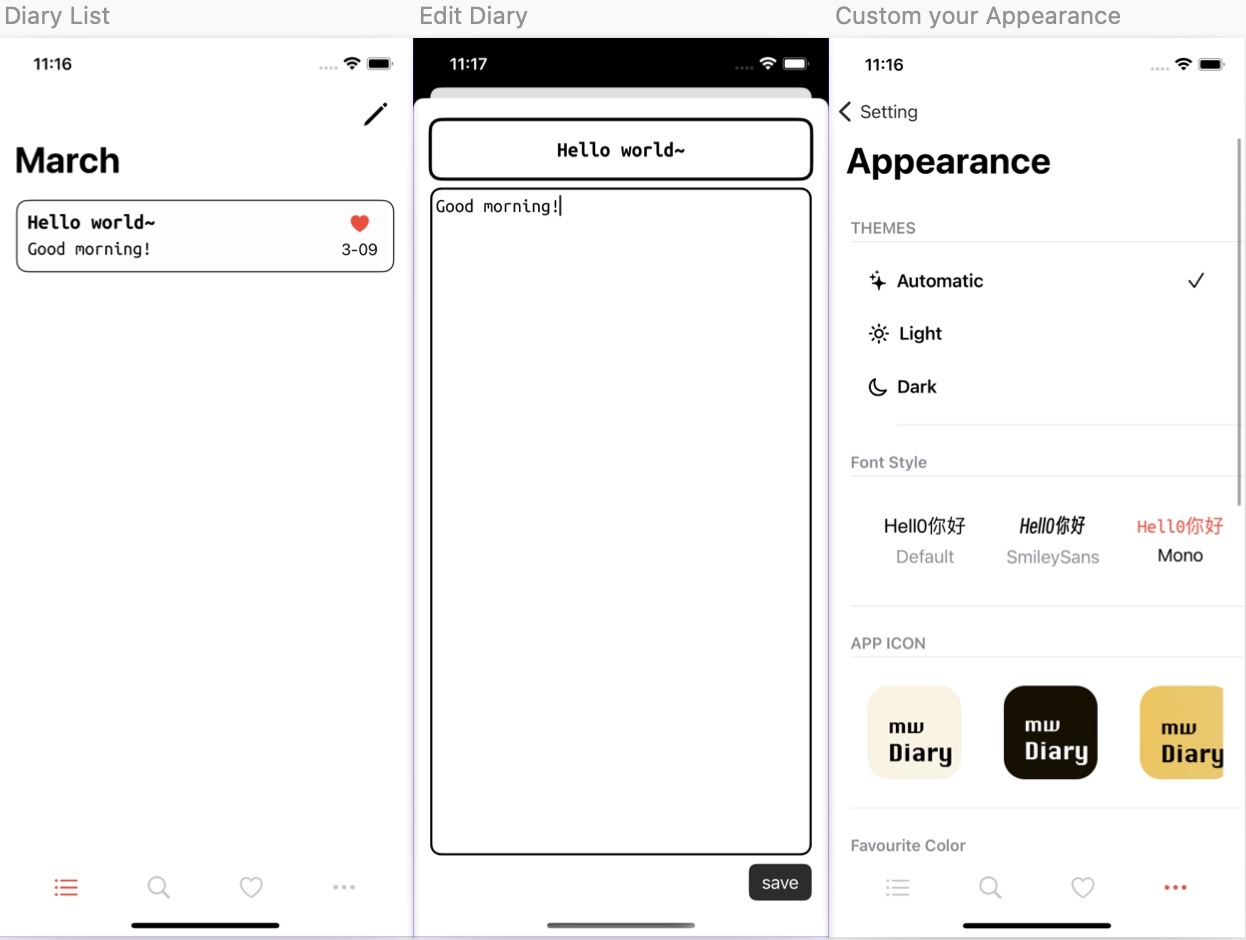 Diary List
11:16
March
Hello world~
Good morning!
3-09
Edit Diary
11:17
Hello world~
Good morning!
save
Custom your Appearance
11:16
Setting
Appearance
THEMES
Automatic
Light
Dark
Font Style
Hell0你好 Hell0你好 Hell0你好
Default SmileySans Mono
APP ICON
mw mw mw
Diary Diary Diary
Favourite Color